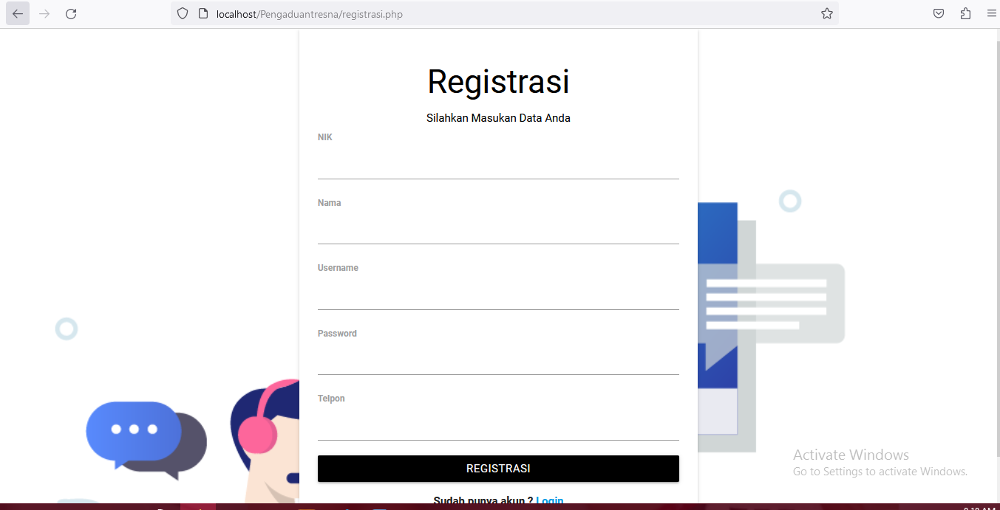 localhost/Pengaduantresna/registrasi.php
Registrasi
Silahkan Masukan Data Anda
NIK
Nama
Username
Password
Telpon
REGISTRASI
Sudah punya akun ? Login
Activate Windows
Go to Settings to activate Windows.